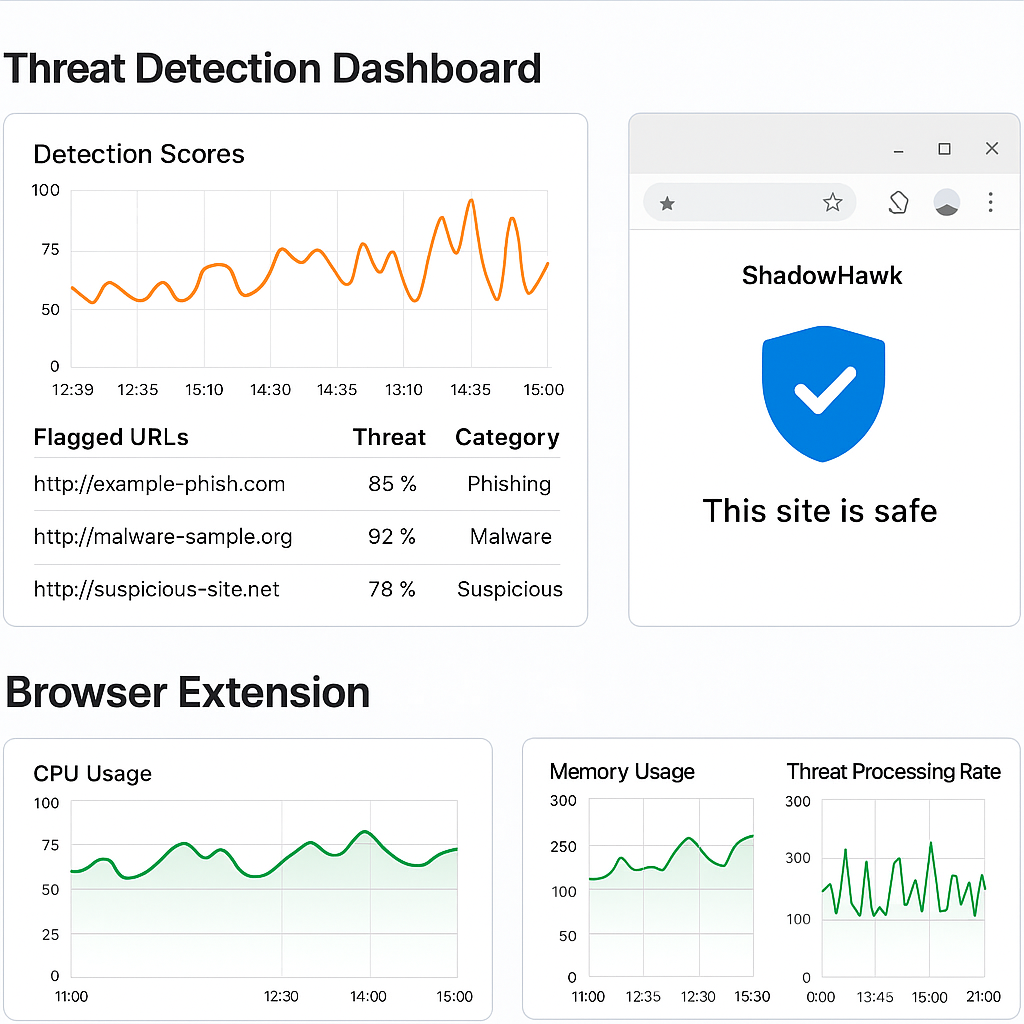 Threat Detection Dashboard
Detection Scores
100
75
50
0
12:39 12:35 15:10 14:30 14:35 13:10 14:35 15:00
Flagged URLs Threat Category
http://example-phish.com 85 % Phishing
http://malware-sample.org 92 % Malware
http://suspicious-site.net 78 % Suspicious
ShadowHawk
This site is safe
Browser Extension
CPU Usage
100
75
50
25
0
11:00 12:30 14:00 15:00
Memory Usage
300
250
100
50
0
11:00 12:35 12:30 15:30
Threat Processing Rate
300
300
100
0
0:00 13:45 15:00 21:00